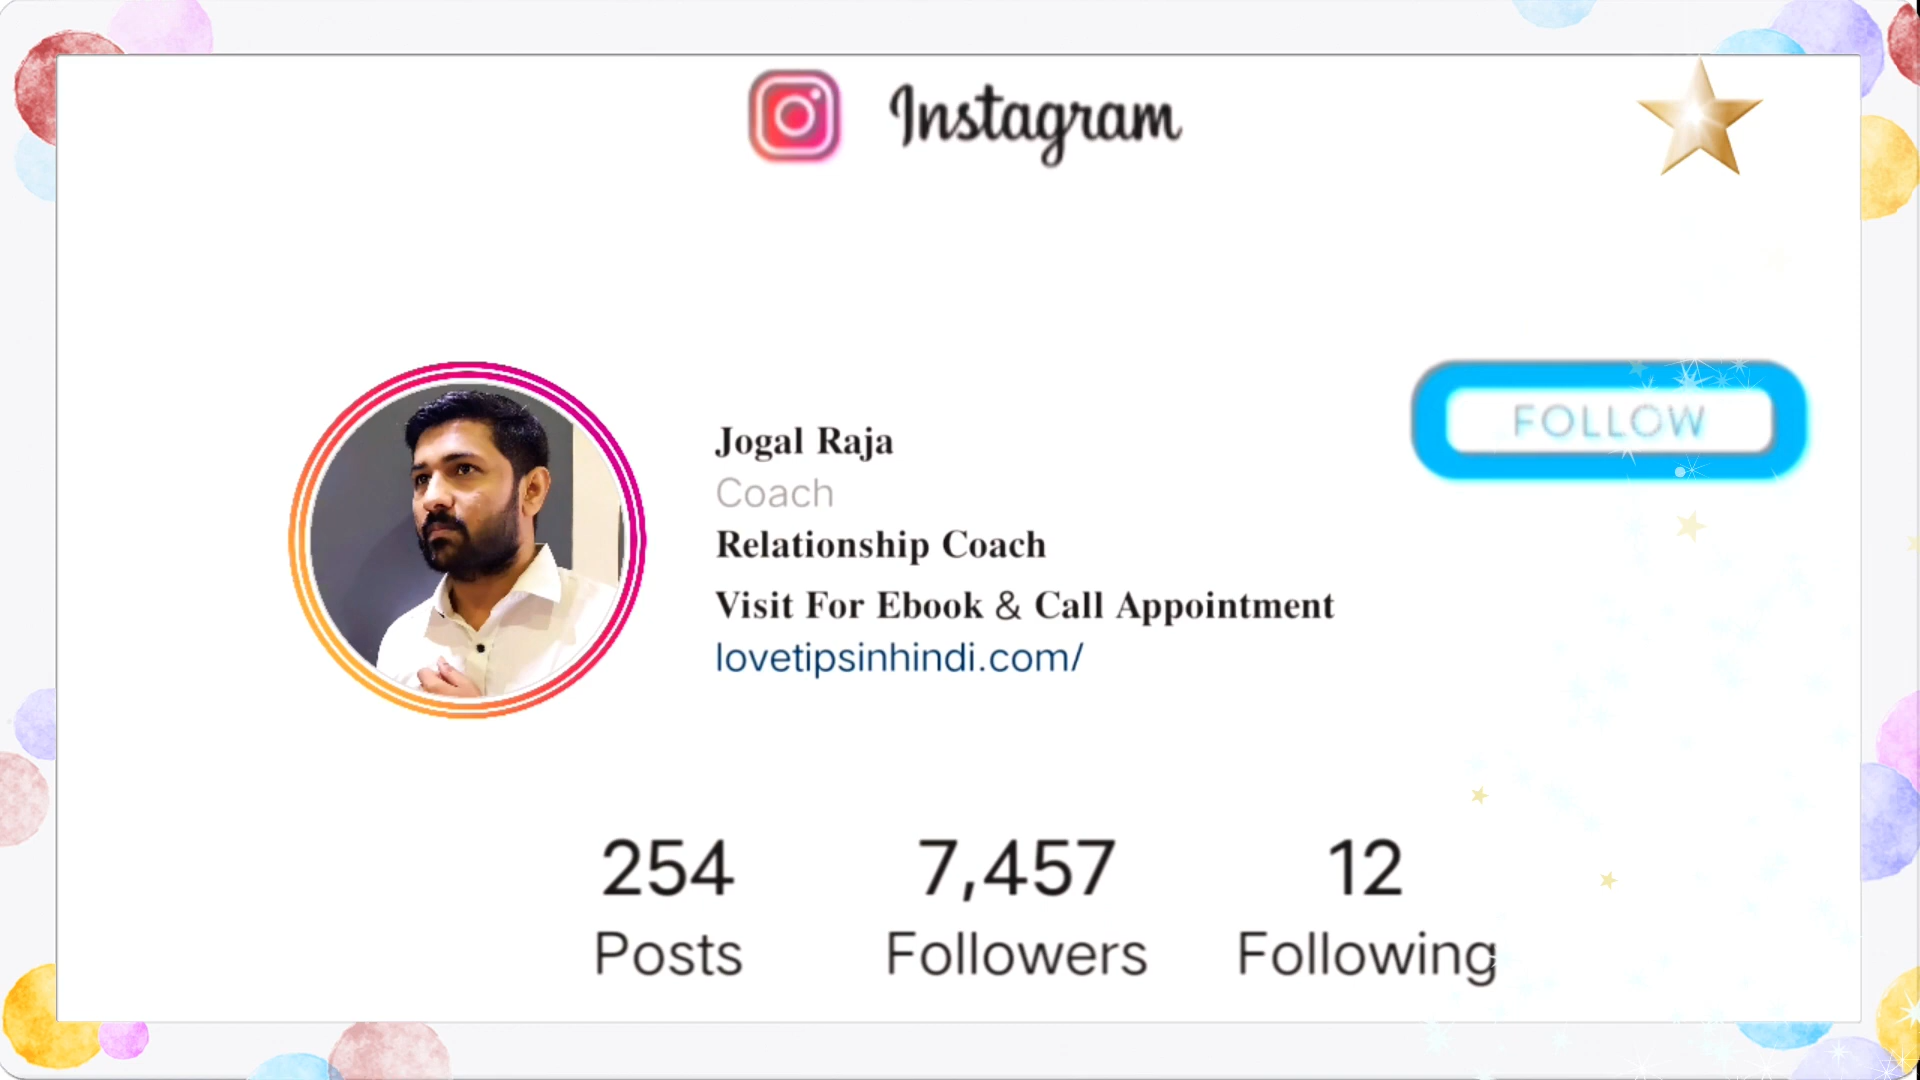 Instagram
FOLLOW
Jogal Raja
Coach
Relationship Coach
Visit For Ebook & Call Appointment
lovetipsinhindi.com/
254
7,457
12
Posts
Followers
Following